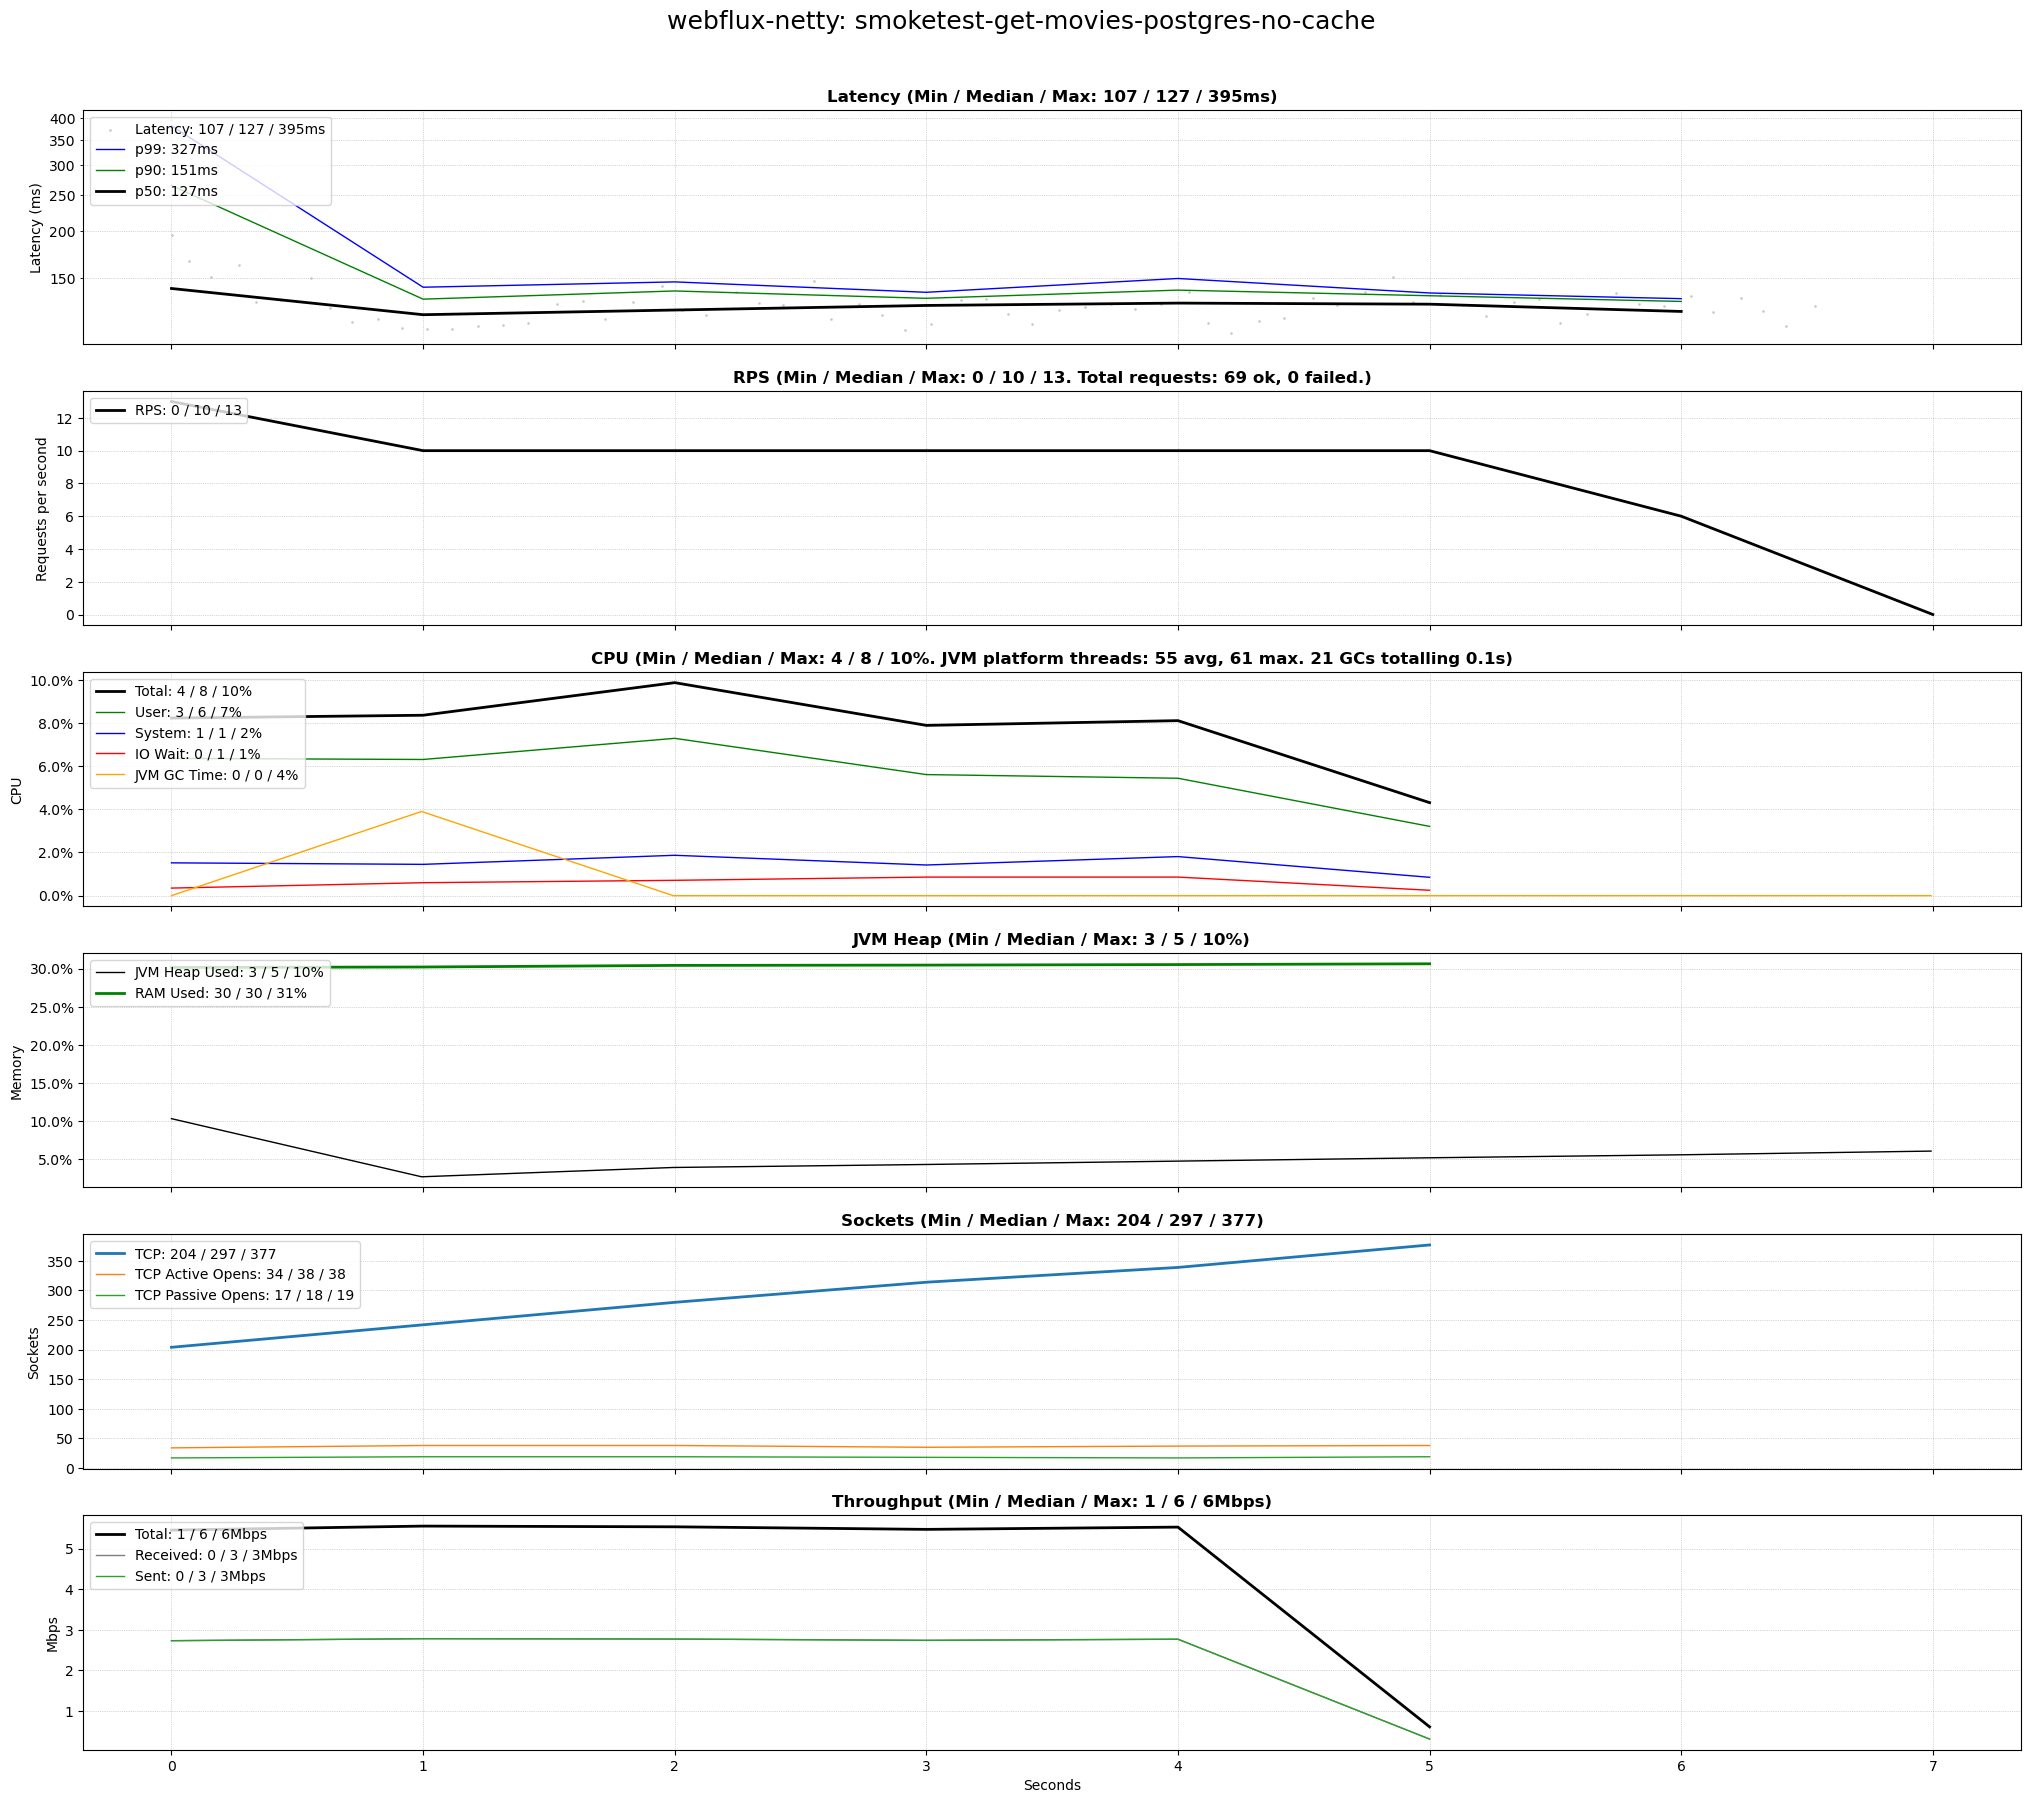 webflux-netty: smoketest-get-movies-postgres-no-cache
Latency (Min / Median / Max: 107 / 127 / 395ms)
Latency: 107 / 127 / 395ms
p99: 327ms
p90: 151ms
p50: 127ms
400
350
300
250
200
150
Latency (ms)
RPS (Min / Median / Max: 0 / 10 / 13. Total requests: 69 ok, 0 failed.)
RPS: 0 / 10 / 13
12
10
8
6
4
2
0
Requests per second
CPU (Min / Median / Max: 4 / 8 / 10%. JVM platform threads: 55 avg, 61 max. 21 GCs totalling 0.1s)
Total: 4 / 8 / 10%
User: 3 / 6 / 7%
System: 1 / 1 / 2%
IO Wait: 0 / 1 / 1%
JVM GC Time: 0 / 0 / 4%
10.0%
8.0%
6.0%
4.0%
2.0%
0.0%
CPU
JVM Heap (Min / Median / Max: 3 / 5 / 10%)
JVM Heap Used: 3 / 5 / 10%
RAM Used: 30 / 30 / 31%
30.0%
25.0%
20.0%
15.0%
10.0%
5.0%
Memory
Sockets (Min / Median / Max: 204 / 297 / 377)
TCP: 204 / 297 / 377
TCP Active Opens: 34 / 38 / 38
TCP Passive Opens: 17 / 18 / 19
350
300
250
200
150
100
50
0
Sockets
Throughput (Min / Median / Max: 1 / 6 / 6Mbps)
Total: 1 / 6 / 6Mbps
Received: 0 / 3 / 3Mbps
Sent: 0 / 3 / 3Mbps
5
4
3
2
1
Mbps
0 1 2 3 4 5 6 7
Seconds